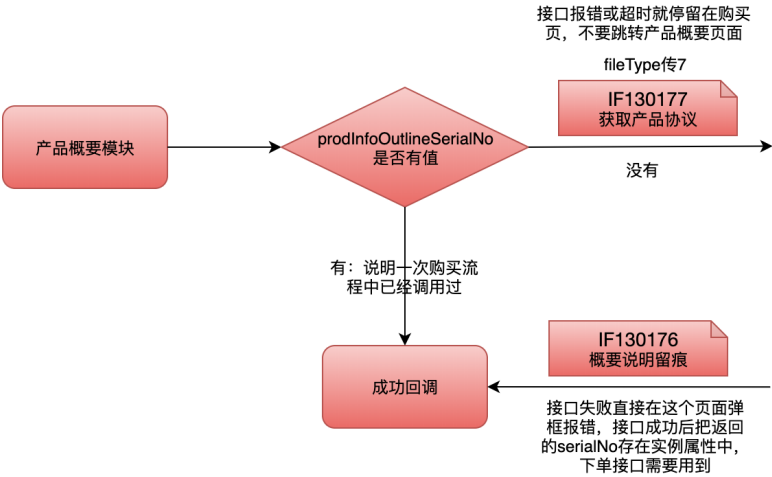 接口报错或超时就停留在购买
页，不要跳转产品概要页面
fileType传7
IF130177
获取产品协议
产品概要模块
prodInfoOutlineSerialNo
是否有值
没有
有：说明一次购买流
程中已经调用过
IF130176
概要说明留痕
成功回调
接口失败直接在这个页面弹
框报错，接口成功后把返回
的serialNo存在实例属性中，
下单接口需要用到